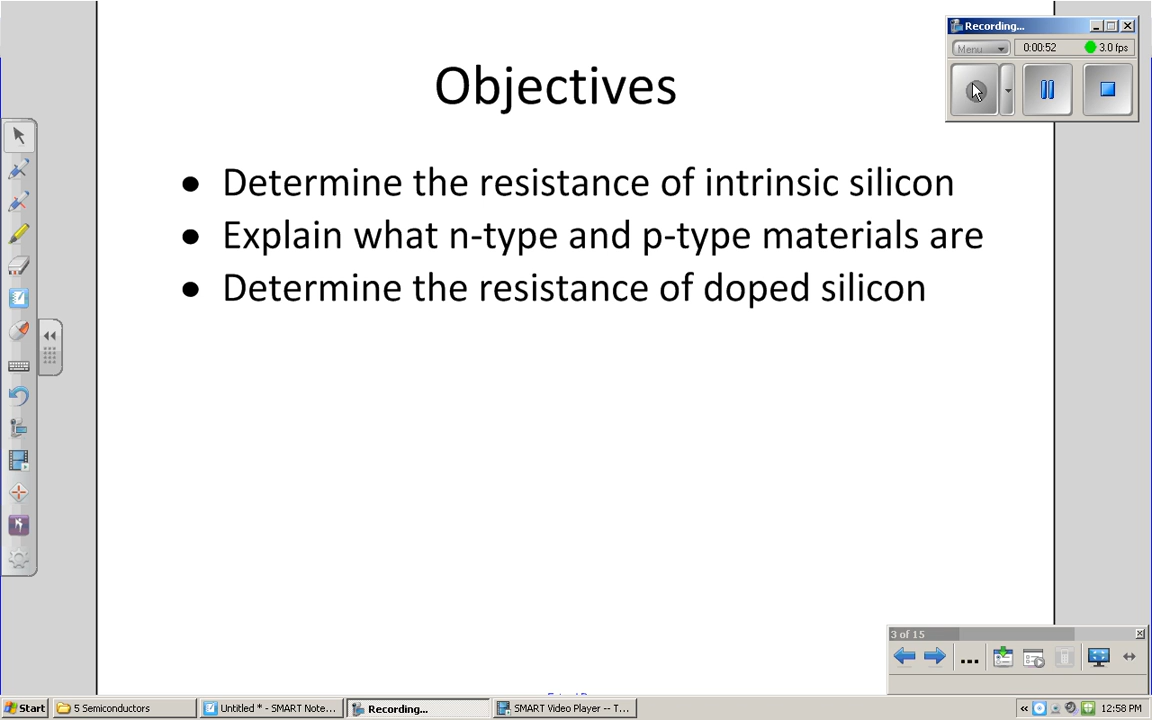 Recording...
Menu
0:00:52
3.0 fps
Objectives
● Determine the resistance of intrinsic silicon
● Explain what n-type and p-type materials are
● Determine the resistance of doped silicon
3 of 15
...
Start
5 Semiconductors
Untitled * - SMART Note...
Recording...
SMART Video Player -- T...
12:58 PM